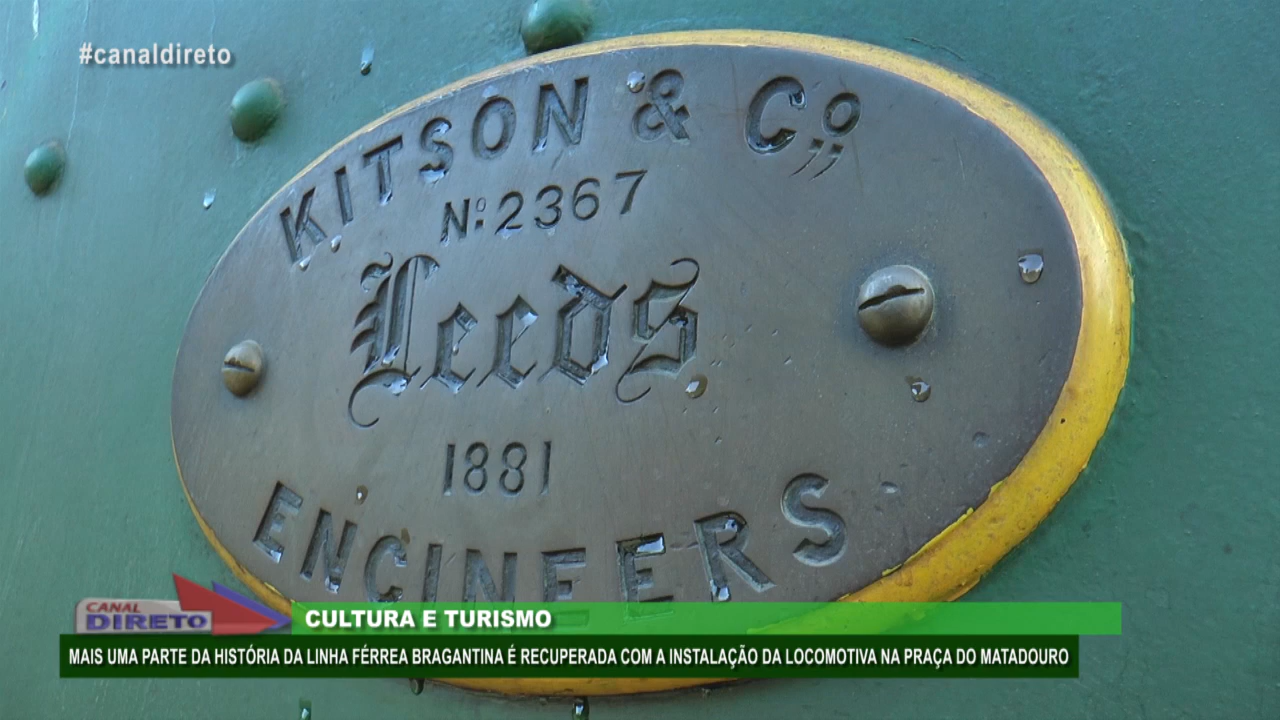 #canaldireto
KITSON & Co,,
No: 2367
Leeds
1881
ENGINEERS
CANAL
DIRETO
CULTURA E TURISMO
MAIS UMA PARTE DA HISTÓRIA DA LINHA FÉRREA BRAGANTINA É RECUPERADA COM A INSTALAÇÃO DA LOCOMOTIVA NA PRAÇA DO MATADOURO